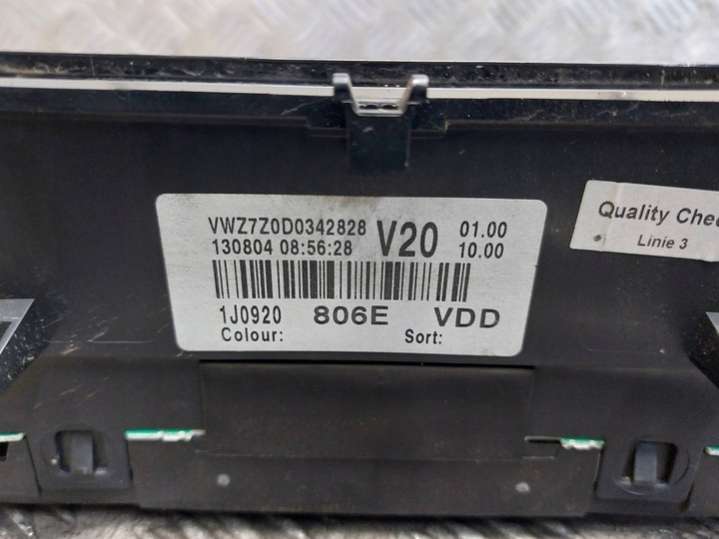 VWZ7Z0D0342828 V20 01.00
130804 08:56:28 10.00
1J0920 806E VDD
Colour: Sort:
Quality Chec
Linie 3